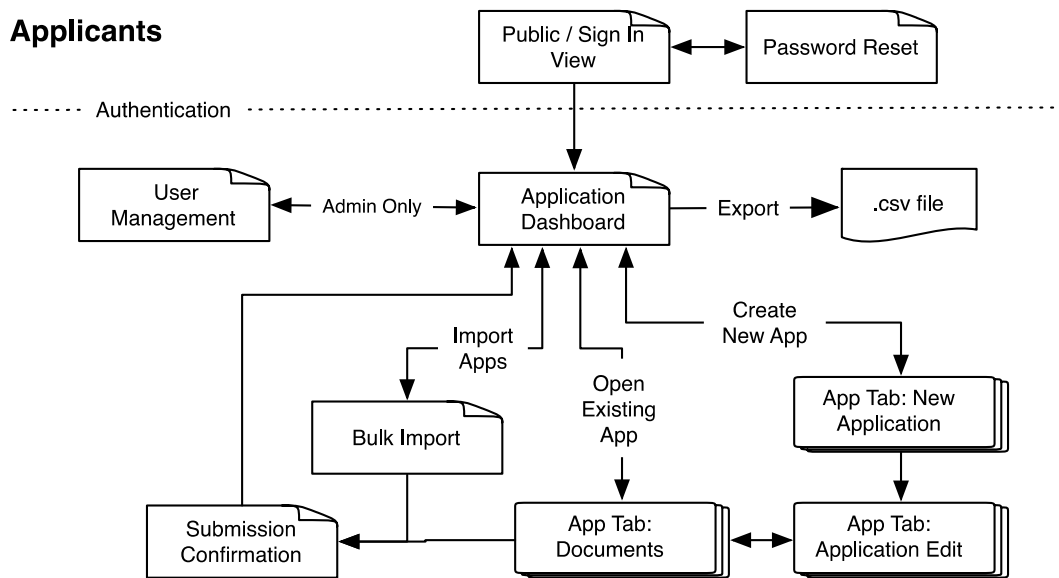 Applicants
Public / Sign In
View
Password Reset
Authentication
User
Management
Admin Only
Application
Dashboard
Export
.csv file
Import
Apps
Create
New App
Open
Existing
App
App Tab: New
Application
Bulk Import
Submission
Confirmation
App Tab:
Documents
App Tab:
Application Edit